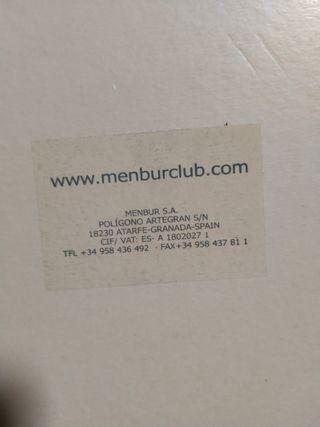 www.menburclub.com
MENBUR S.A.
POLÍGONO ARTEGRAN S/N
18230 ATARFE-GRANADA-SPAIN
CIF/ VAT: ES- A 1802027 1
TFL +34 958 436 492 - FAX+34 958 437 81 1